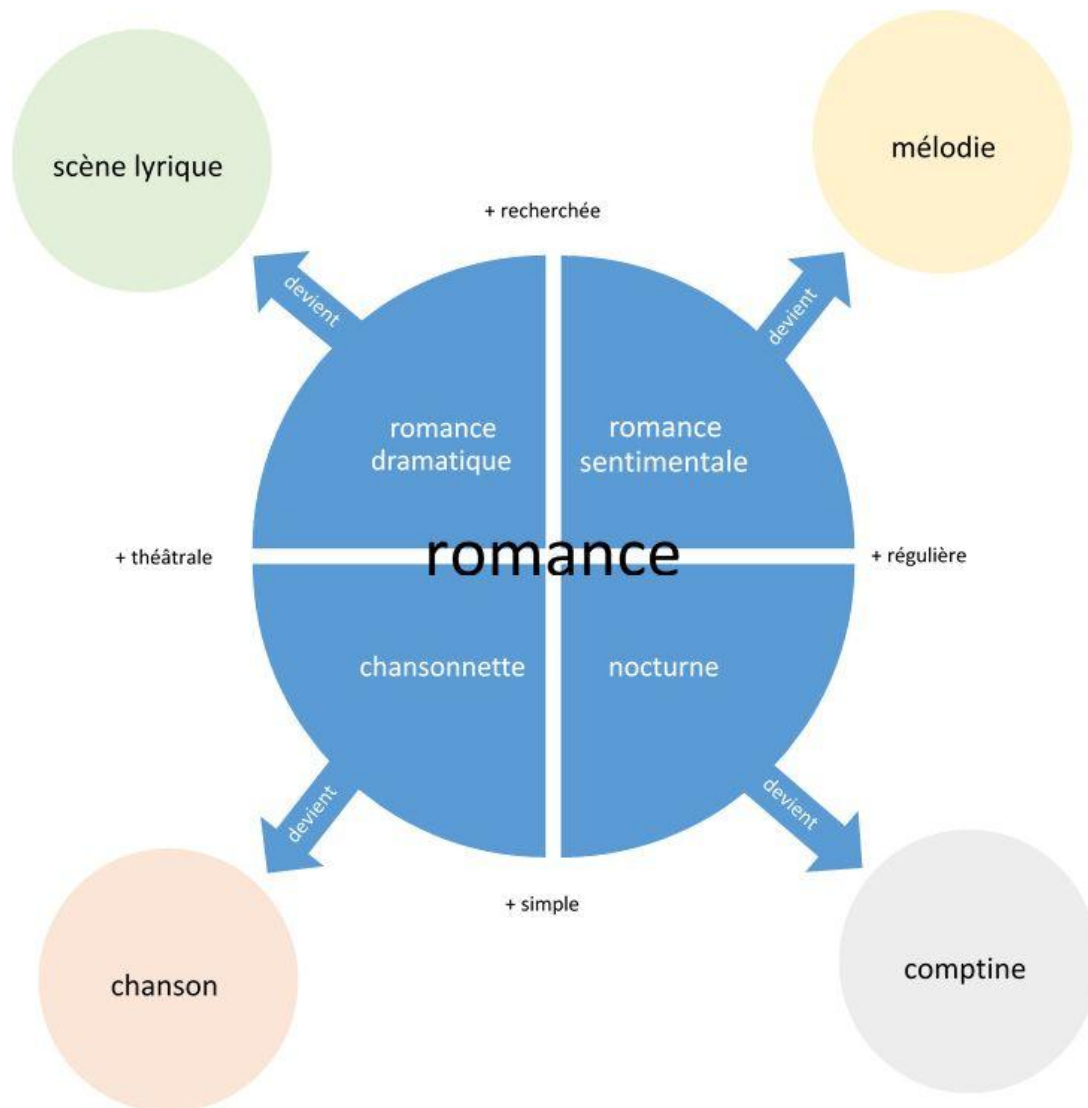 scène lyrique
mélodie
+ recherchée
devient
devient
romance
dramatique
romance
sentimentale
+ théâtrale
romance
+ régulière
chansonnette
nocturne
devient
devient
+ simple
chanson
comptine